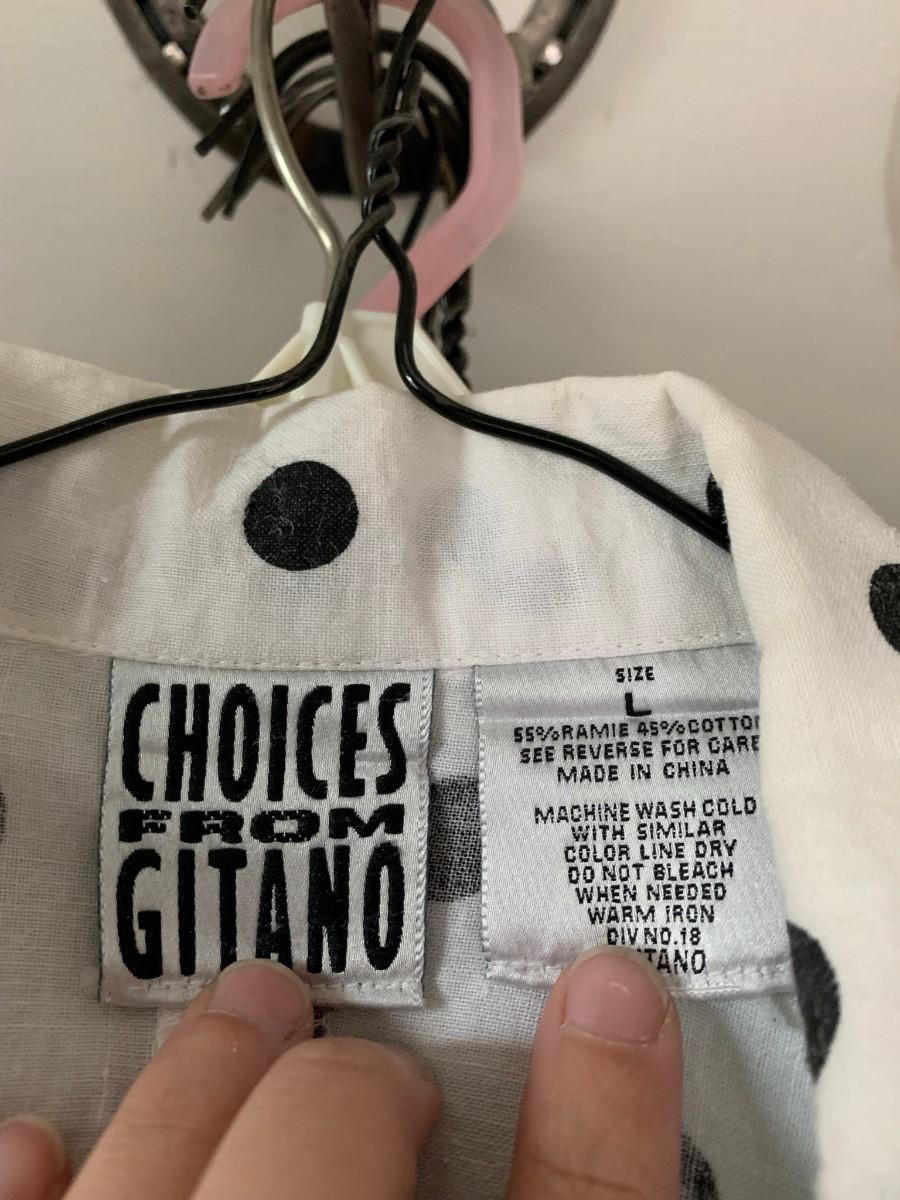 CHOICES
FROM
GITANO
SIZE
L
55%RAMIE 45%COTTON
SEE REVERSE FOR CARE
MADE IN CHINA
MACHINE WASH COLD
WITH SIMILAR
COLOR LINE DRY
DO NOT BLEACH
WHEN NEEDED
WARM IRON
DIV NO.18
GITANO